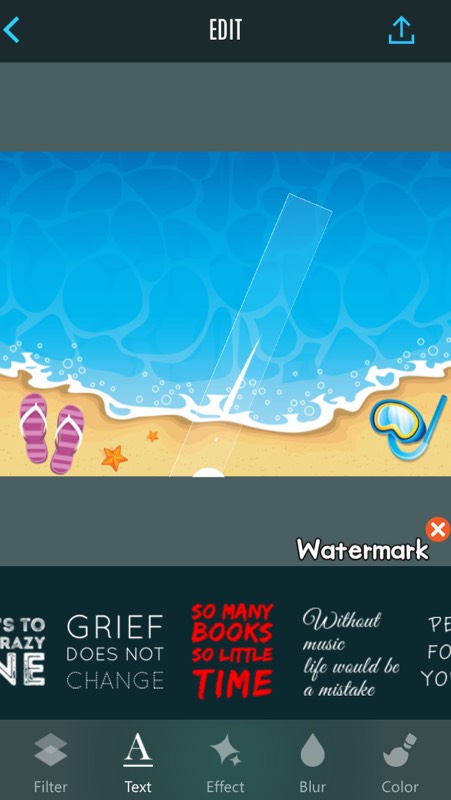 EDIT
Watermark
'S TO
RAZY
NE
GRIEF
DOES NOT
CHANGE
SO MANY
BOOKS
SO LITTLE
TIME
Without
music
life would be
a mistake
PE
FO
YO
Filter
Text
Effect
Blur
Color